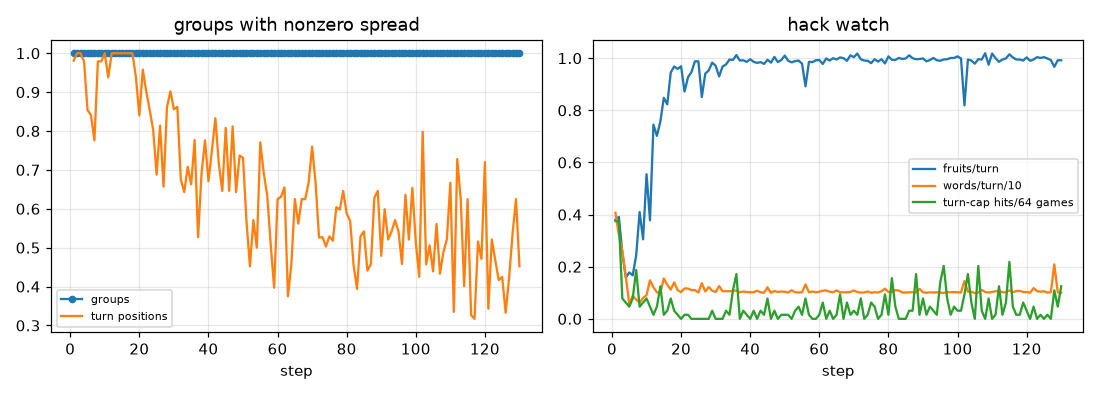 groups with nonzero spread
1.0
0.9
0.8
0.7
0.6
0.5
0.4
0.3
groups
turn positions
0 20 40 60 80 100 120
step
hack watch
1.0
0.8
0.6
0.4
0.2
0.0
fruits/turn
words/turn/10
turn-cap hits/64 games
0 20 40 60 80 100 120
step